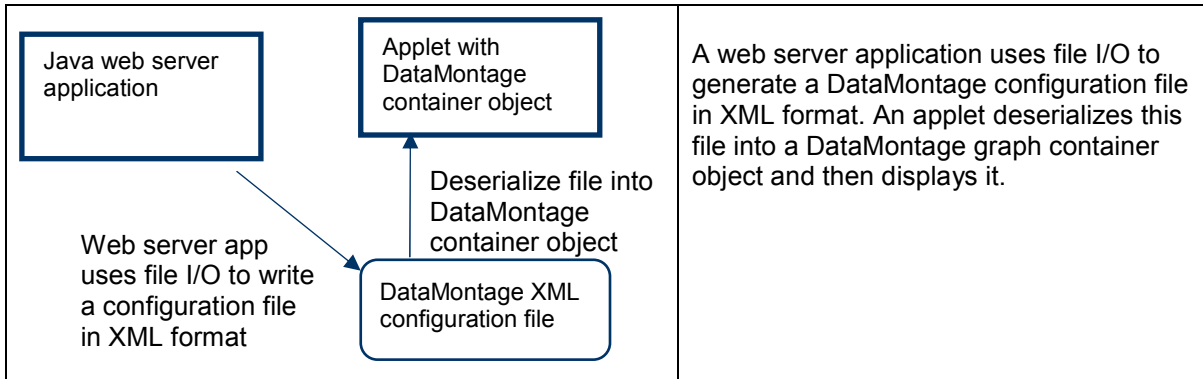 Java web server
application
Applet with
DataMontage
container object
Deserialize file into
DataMontage
container object
Web server app
uses file I/O to write
a configuration file
in XML format
DataMontage XML
configuration file
A web server application uses file I/O to
generate a DataMontage configuration file
in XML format. An applet deserializes this
file into a DataMontage graph container
object and then displays it.